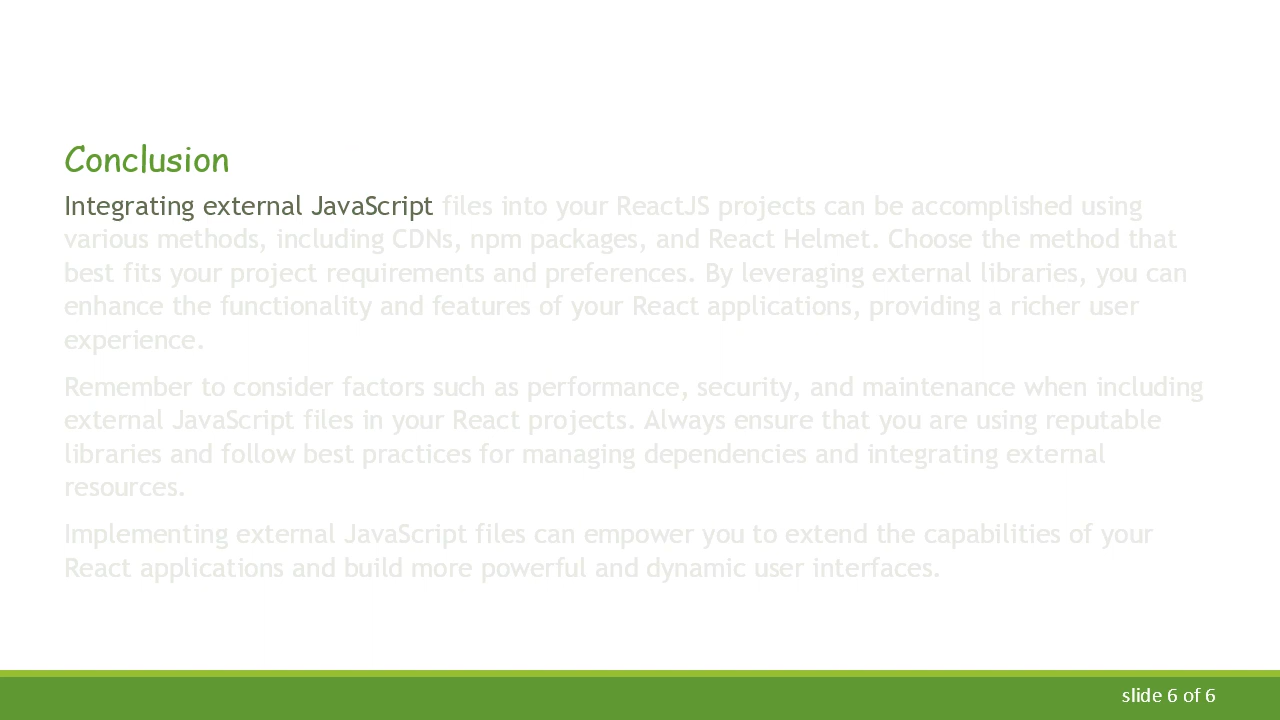 Conclusion
Integrating external JavaScript files into your ReactJS projects can be accomplished using
various methods, including CDNs, npm packages, and React Helmet. Choose the method that
best fits your project requirements and preferences. By leveraging external libraries, you can
enhance the functionality and features of your React applications, providing a richer user
experience.
Remember to consider factors such as performance, security, and maintenance when including
external JavaScript files in your React projects. Always ensure that you are using reputable
libraries and follow best practices for managing dependencies and integrating external
resources.
Implementing external JavaScript files can empower you to extend the capabilities of your
React applications and build more powerful and dynamic user interfaces.
slide 6 of 6